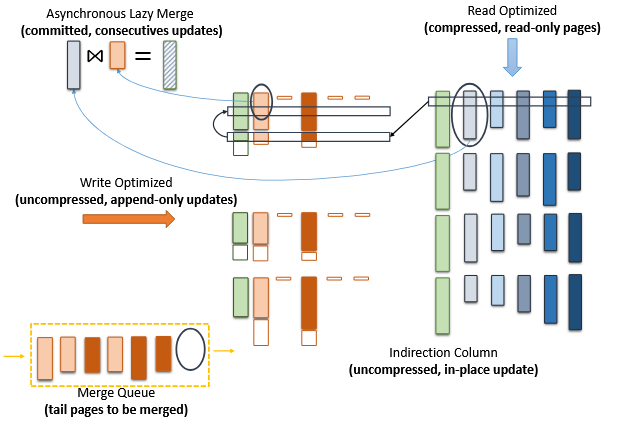 Asynchronous Lazy Merge
(committed, consecutives updates)
Read Optimized
(compressed, read-only pages)
Write Optimized
(uncompressed, append-only updates)
Indirection Column
(uncompressed, in-place update)
Merge Queue
(tail pages to be merged)